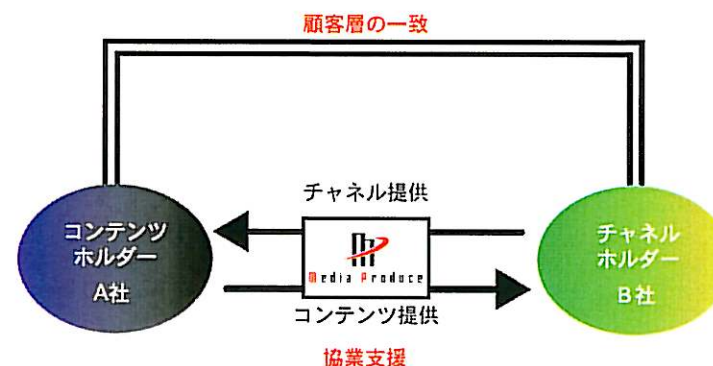 顧客層の一致
チャネル提供
コンテンツ
ホルダー
A社
Media Produce
チャネル
ホルダー
B社
コンテンツ提供
協業支援